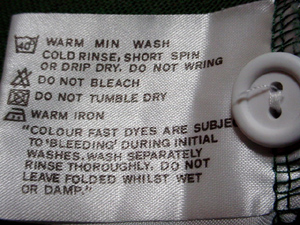 40 WARM MIN WASH
COLD RINSE, SHORT SPIN
OR DRIP DRY. DO NOT WRING
DO NOT BLEACH
DO NOT TUMBLE DRY
WARM IRON
"COLOUR FAST DYES ARE SUBJE
TO 'BLEEDING' DURING INITIAL
WASHES. WASH SEPARATELY
RINSE THOROUGHLY. DO NOT
LEAVE FOLDED WHILST WET
OR DAMP."